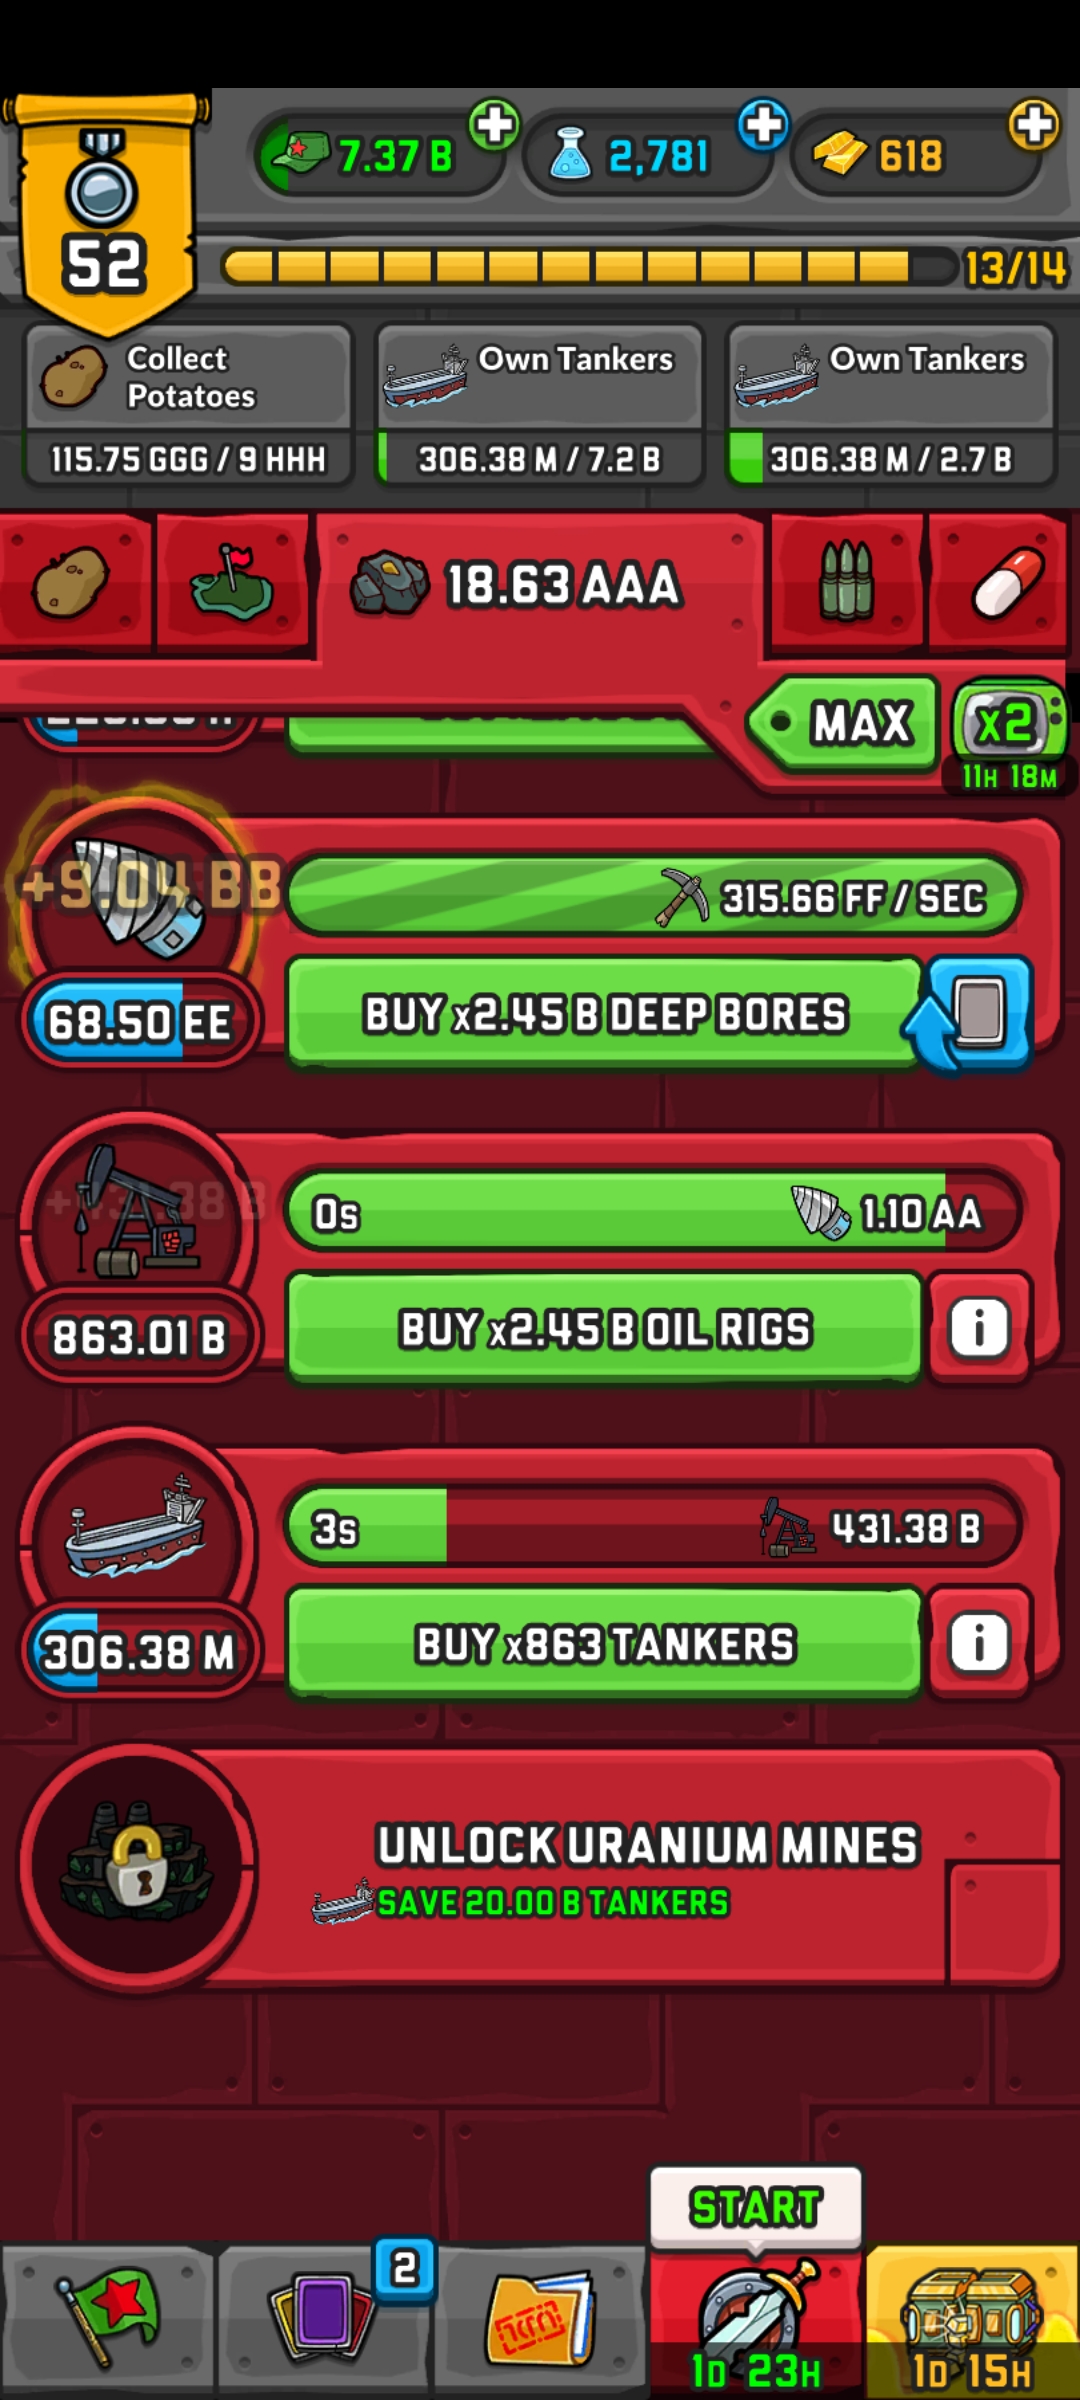 7.37 B
2,781
618
52
13/14
Collect
Potatoes
115.75 GGG / 9 HHH
Own Tankers
306.38 M / 7.2 B
Own Tankers
306.38 M / 2.7 B
18.63 AAA
MAX
x2
11H 18M
+9.04 BB
315.66 FF / SEC
68.50 EE
BUY x2.45 B DEEP BORES
0s
1.10 AA
863.01 B
BUY x2.45 B OIL RIGS
3s
431.38 B
306.38 M
BUY x863 TANKERS
UNLOCK URANIUM MINES
SAVE 20.00 B TANKERS
START
2
1D 23H
1D 15H